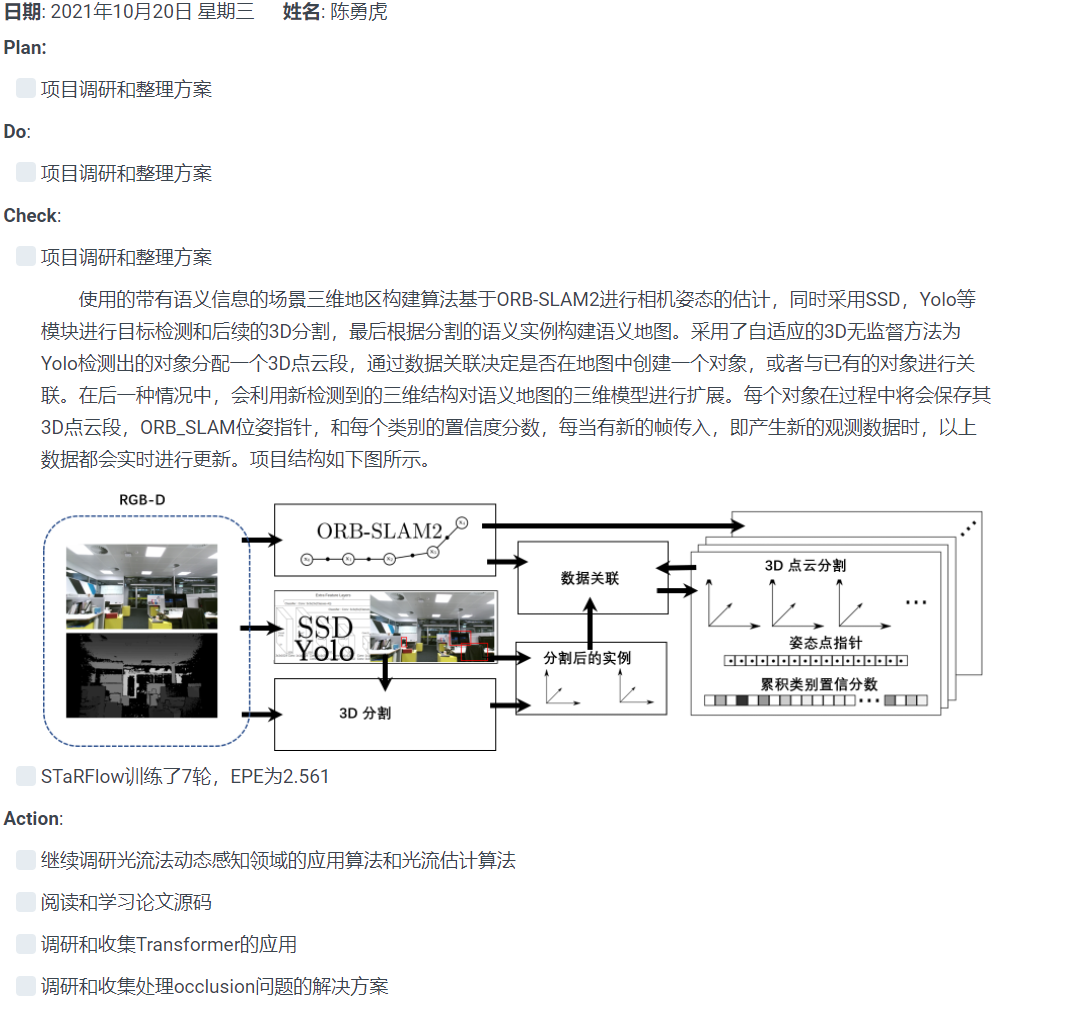 日期: 2021年10月20日 星期三 姓名: 陈勇虎
Plan:
项目调研和整理方案
Do:
项目调研和整理方案
Check:
项目调研和整理方案
使用的带有语义信息的场景三维地区构建算法基于ORB-SLAM2进行相机姿态的估计，同时采用SSD，Yolo等
模块进行目标检测和后续的3D分割，最后根据分割的语义实例构建语义地图。采用了自适应的3D无监督方法为
Yolo检测出的对象分配一个3D点云段，通过数据关联决定是否在地图中创建一个对象，或者与已有的对象进行关
联。在后一种情况中，会利用新检测到的三维结构对语义地图的三维模型进行扩展。每个对象在过程中将会保存其
3D点云段，ORB_SLAM位姿指针，和每个类别的置信度分数，每当有新的帧传入，即产生新的观测数据时，以上
数据都会实时进行更新。项目结构如下图所示。
RGB-D
ORB-SLAM2
SSD
Yolo
3D 分割
数据关联
分割后的实例
3D 点云分割
姿态点指针
累积类别置信分数
STaRFlow训练了7轮，EPE为2.561
Action:
继续调研光流法动态感知领域的应用算法和光流估计算法
阅读和学习论文源码
调研和收集Transformer的应用
调研和收集处理occlusion问题的解决方案